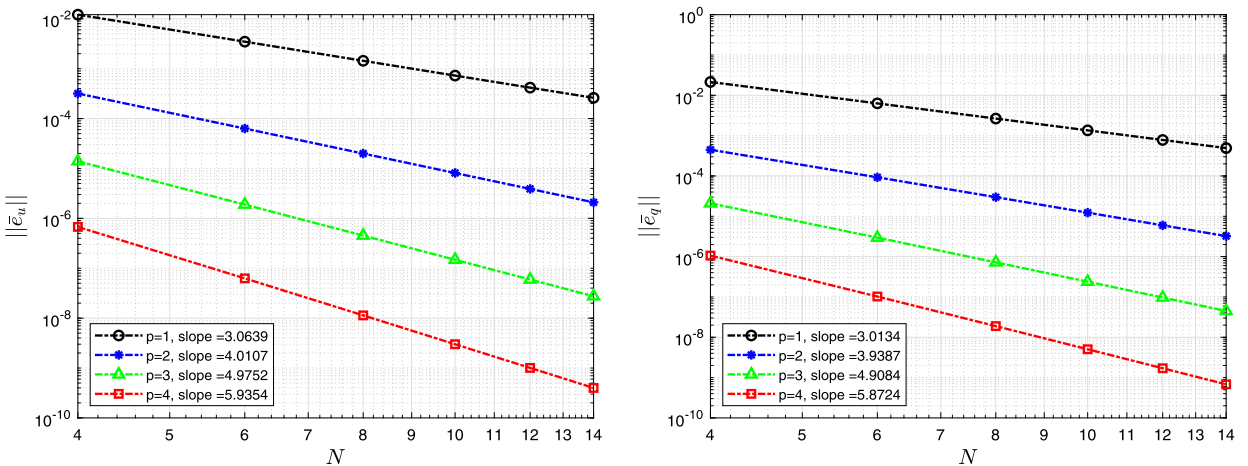 10^-2
10^-4
10^-6
10^-8
10^-10
||ē_u||
p=1, slope =3.0639
p=2, slope =4.0107
p=3, slope =4.9752
p=4, slope =5.9354
4 5 6 7 8 9 10 11 12 13 14
N
10^0
10^-2
10^-4
10^-6
10^-8
10^-10
||ē_q||
p=1, slope =3.0134
p=2, slope =3.9387
p=3, slope =4.9084
p=4, slope =5.8724
4 5 6 7 8 9 10 11 12 13 14
N